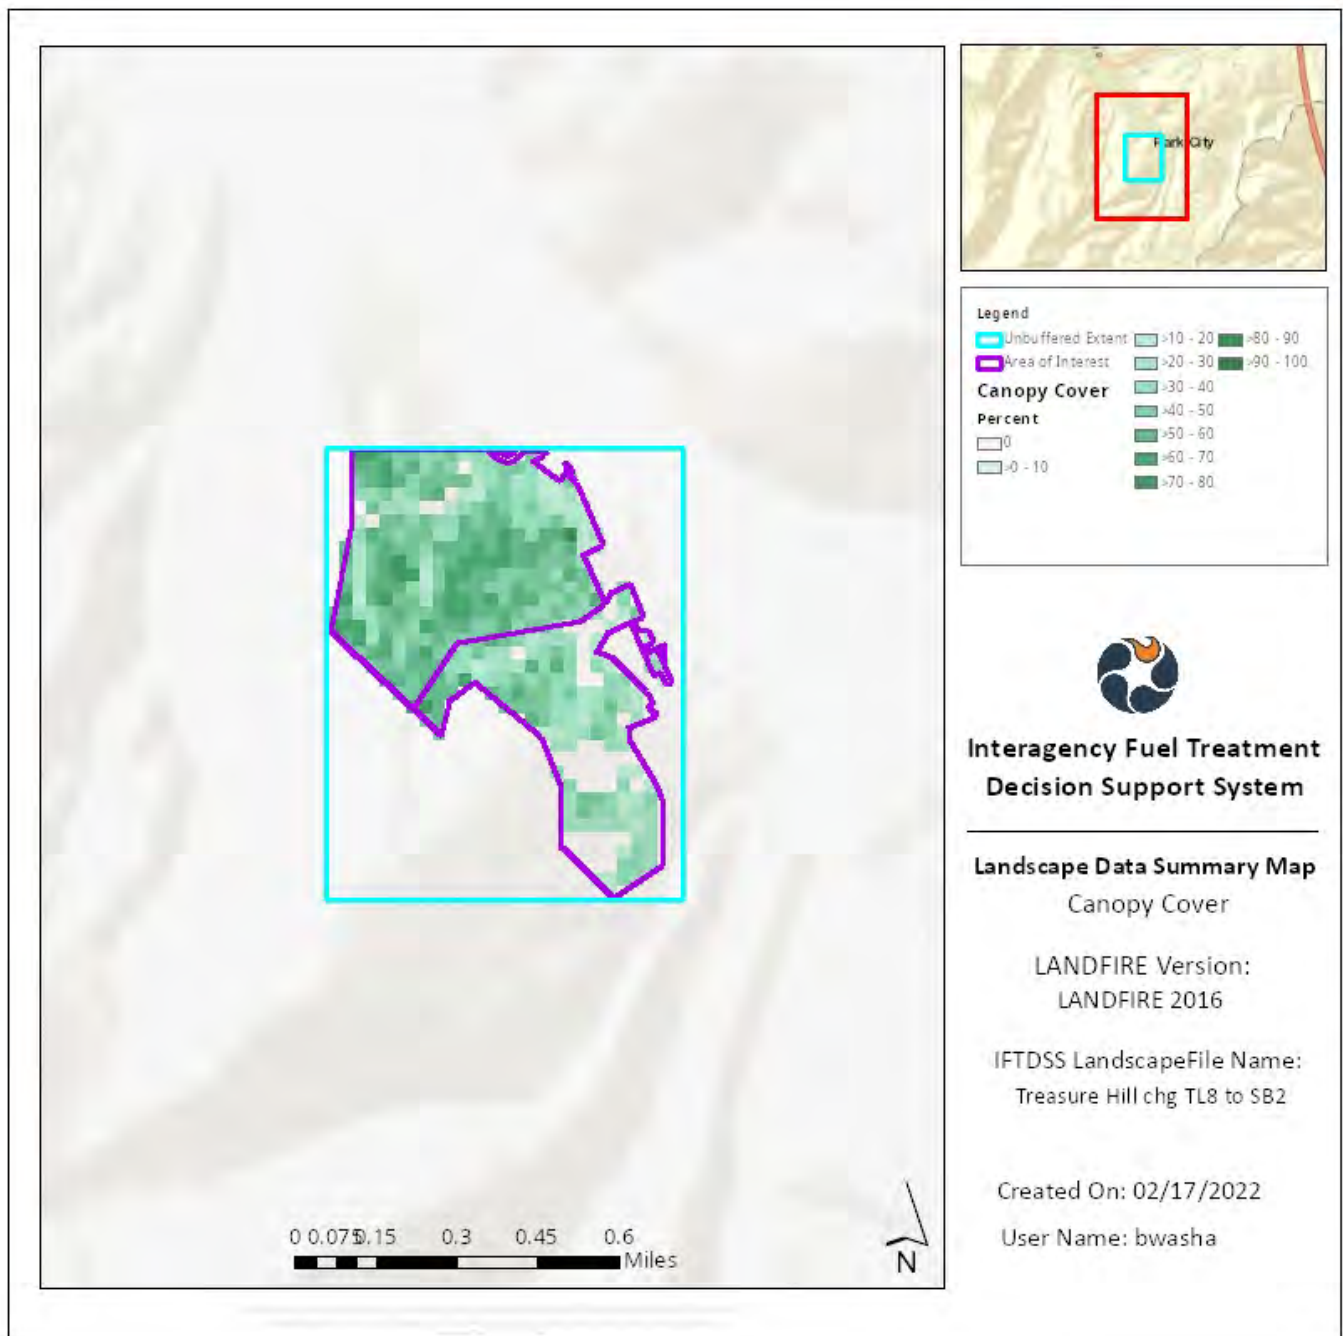 Park City
Legend
Unbuffered Extent
Area of Interest
Canopy Cover
Percent
0
>0 - 10
>10 - 20
>20 - 30
>30 - 40
>40 - 50
>50 - 60
>60 - 70
>70 - 80
>80 - 90
>90 - 100
Interagency Fuel Treatment
Decision Support System
Landscape Data Summary Map
Canopy Cover
LANDFIRE Version:
LANDFIRE 2016
IFTDSS LandscapeFile Name:
Treasure Hill chg TL8 to SB2
Created On: 02/17/2022
User Name: bwasha
0 0.075 0.15 0.3 0.45 0.6
Miles
N